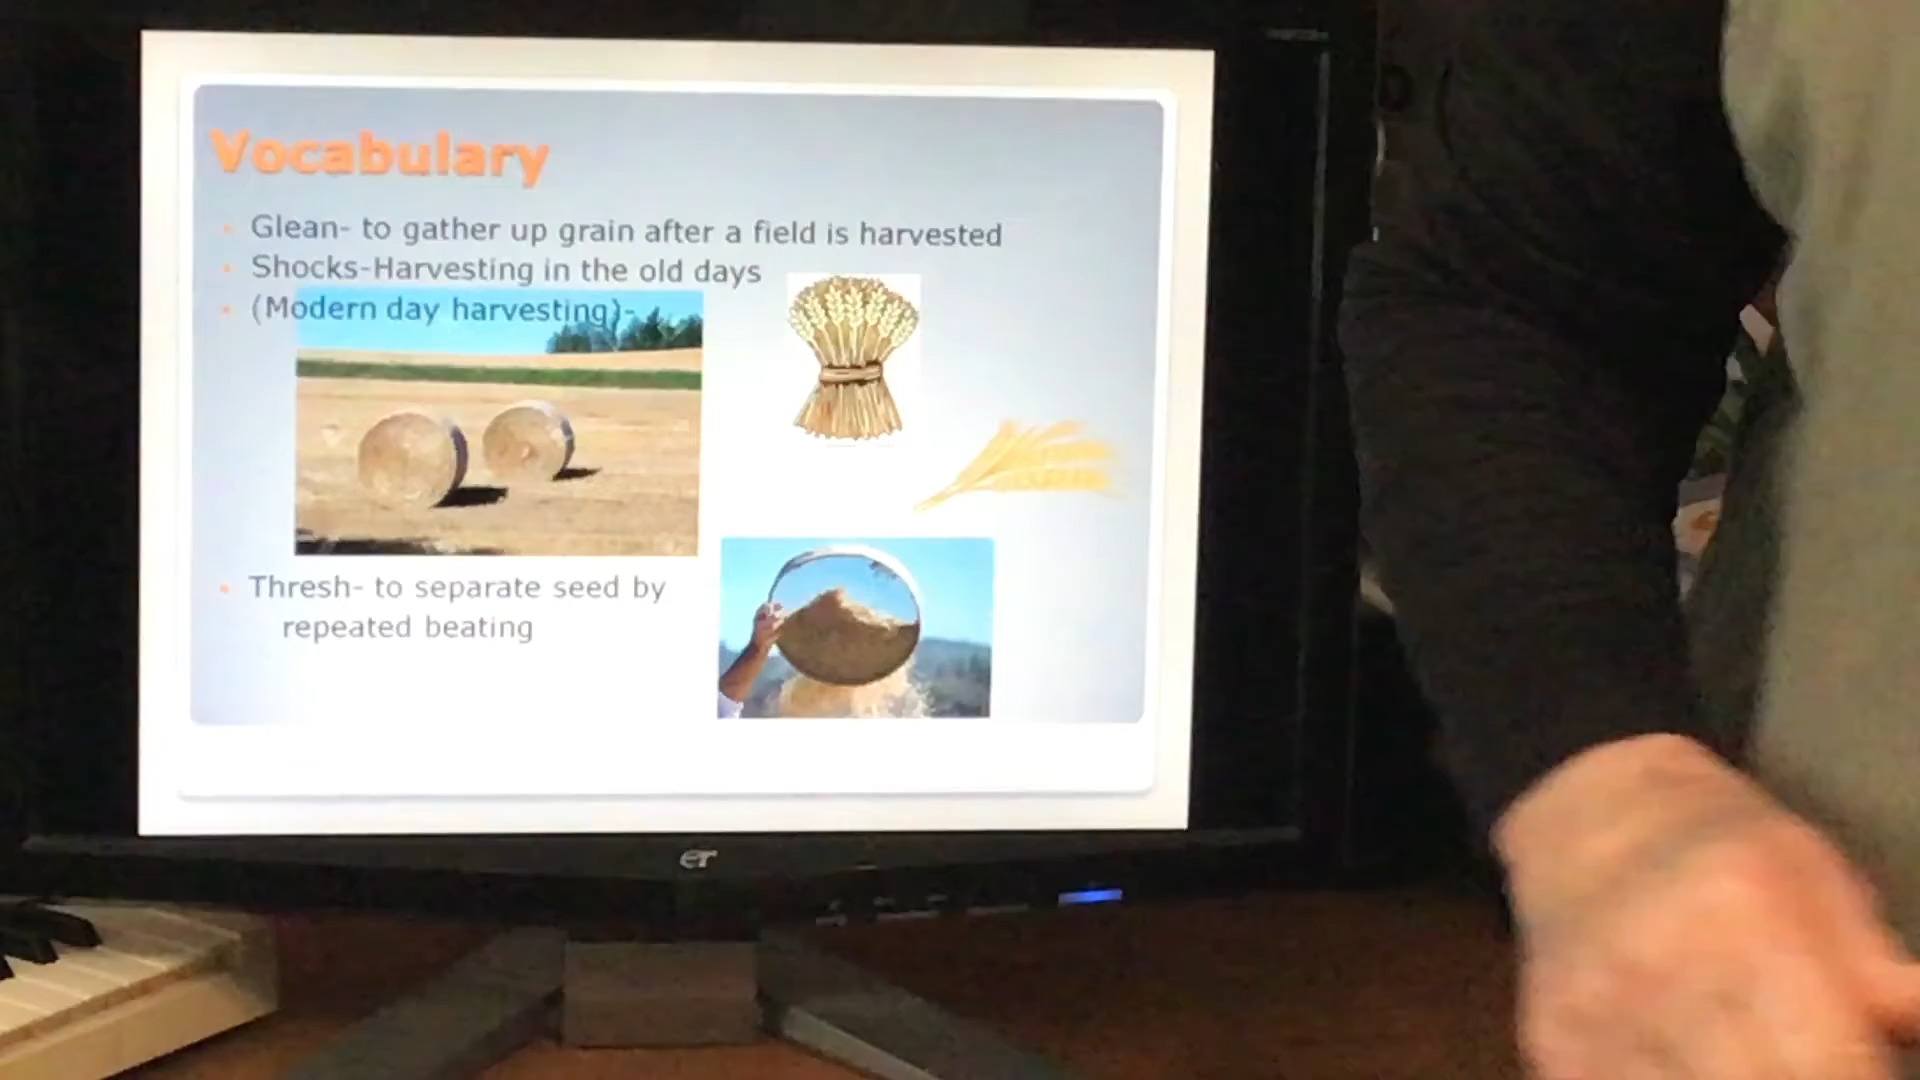 Vocabulary
Glean- to gather up grain after a field is harvested
Shocks-Harvesting in the old days
(Modern day harvesting)-
Thresh- to separate seed by
repeated beating